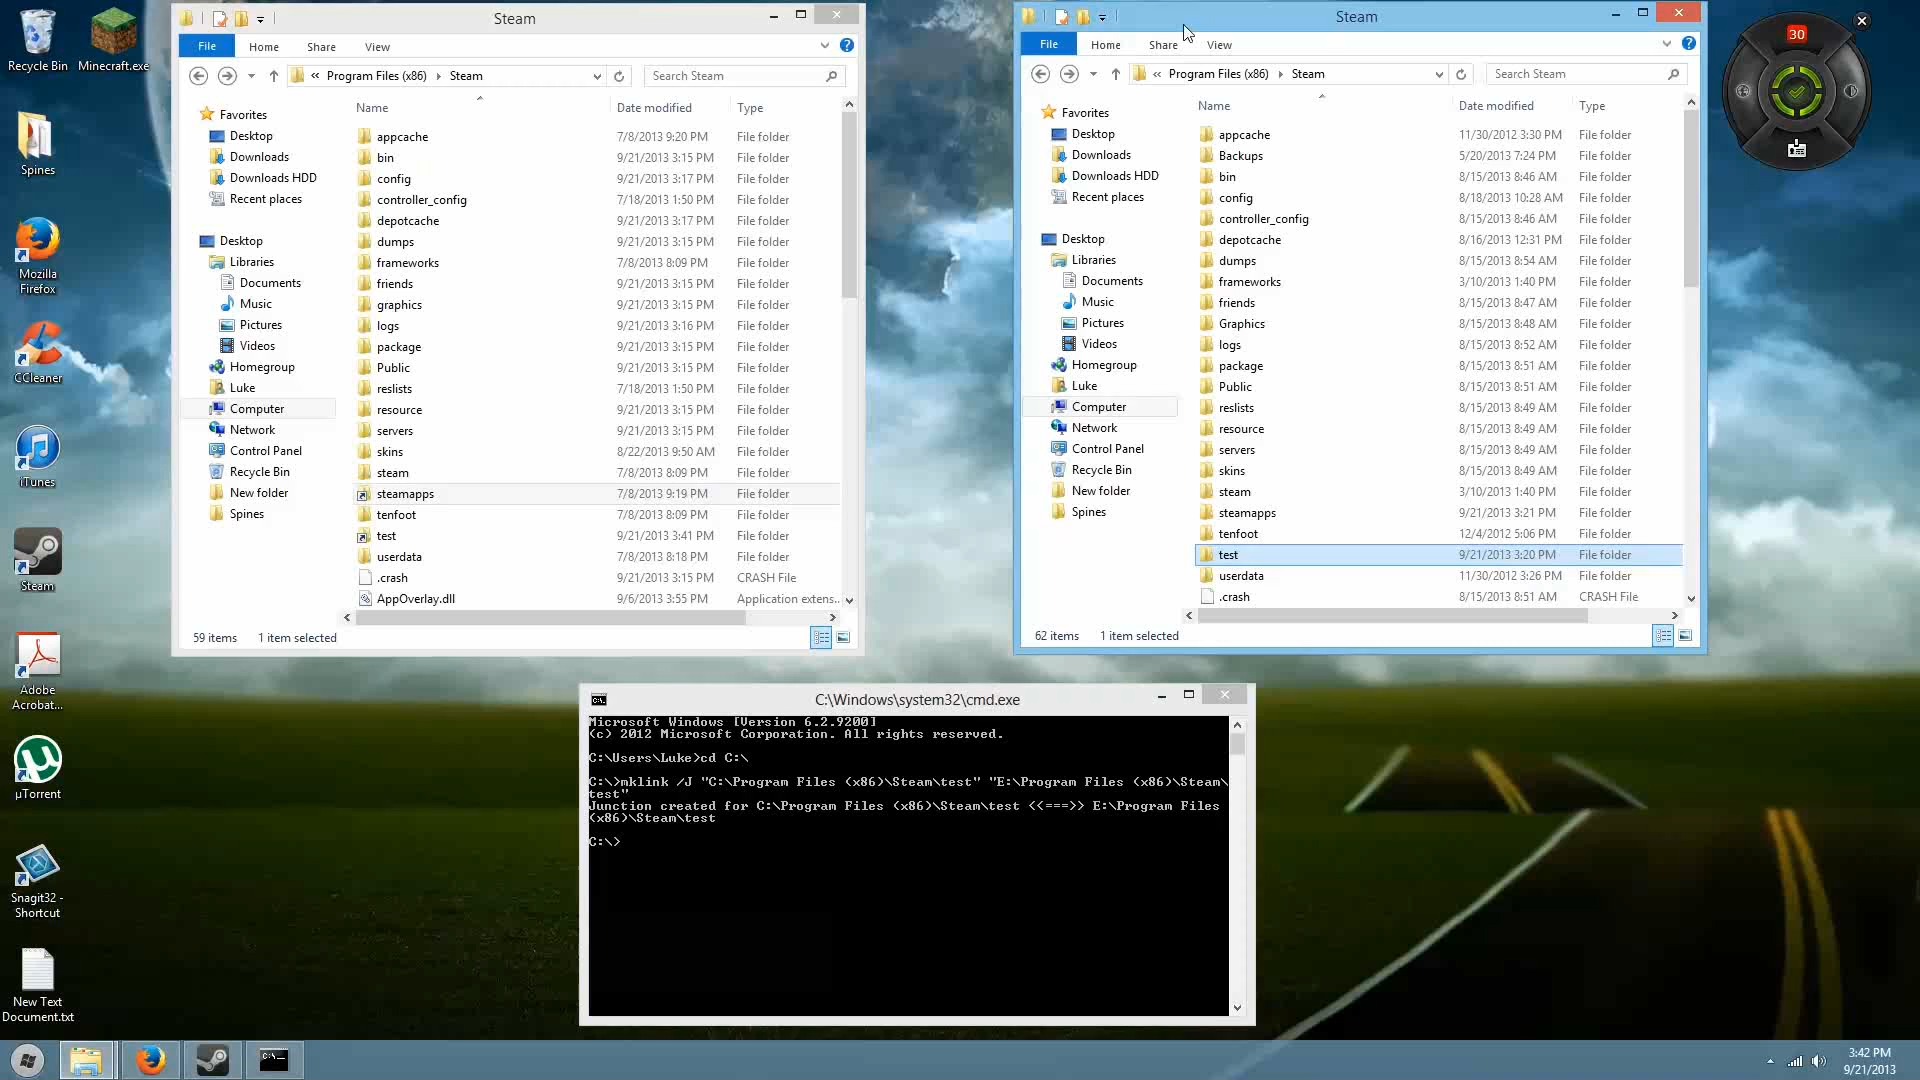 Recycle Bin
Minecraft.exe
Spines
Mozilla
Firefox
CCleaner
iTunes
Steam
Adobe
Acrobat...
µTorrent
Snagit32 -
Shortcut
New Text
Document.txt
Steam
File Home Share View
« Program Files (x86) Steam
Search Steam
Favorites
Desktop
Downloads
Downloads HDD
Recent places
Desktop
Libraries
Documents
Music
Pictures
Videos
Homegroup
Luke
Computer
Network
Control Panel
Recycle Bin
New folder
Spines
Name Date modified Type
appcache 7/8/2013 9:20 PM File folder
bin 9/21/2013 3:15 PM File folder
config 9/21/2013 3:17 PM File folder
controller_config 7/18/2013 1:50 PM File folder
depotcache 9/21/2013 3:17 PM File folder
dumps 9/21/2013 3:15 PM File folder
frameworks 7/8/2013 8:09 PM File folder
friends 9/21/2013 3:15 PM File folder
graphics 9/21/2013 3:15 PM File folder
logs 9/21/2013 3:16 PM File folder
package 9/21/2013 3:15 PM File folder
Public 9/21/2013 3:15 PM File folder
reslists 7/18/2013 1:50 PM File folder
resource 9/21/2013 3:15 PM File folder
servers 9/21/2013 3:15 PM File folder
skins 8/22/2013 9:50 AM File folder
steam 7/8/2013 8:09 PM File folder
steamapps 7/8/2013 9:19 PM File folder
tenfoot 7/8/2013 8:09 PM File folder
test 9/21/2013 3:41 PM File folder
userdata 7/8/2013 8:18 PM File folder
.crash 9/21/2013 3:15 PM CRASH File
AppOverlay.dll 9/6/2013 3:55 PM Application extens...
59 items 1 item selected
Steam
File Home Share View
« Program Files (x86) Steam
Search Steam
Favorites
Desktop
Downloads
Downloads HDD
Recent places
Desktop
Libraries
Documents
Music
Pictures
Videos
Homegroup
Luke
Computer
Network
Control Panel
Recycle Bin
New folder
Spines
Name Date modified Type
appcache 11/30/2012 3:30 PM File folder
Backups 5/20/2013 7:24 PM File folder
bin 8/15/2013 8:46 AM File folder
config 8/18/2013 10:28 AM File folder
controller_config 8/15/2013 8:46 AM File folder
depotcache 8/16/2013 12:31 PM File folder
dumps 8/15/2013 8:54 AM File folder
frameworks 3/10/2013 1:40 PM File folder
friends 8/15/2013 8:47 AM File folder
Graphics 8/15/2013 8:48 AM File folder
logs 8/15/2013 8:52 AM File folder
package 8/15/2013 8:51 AM File folder
Public 8/15/2013 8:51 AM File folder
reslists 8/15/2013 8:49 AM File folder
resource 8/15/2013 8:49 AM File folder
servers 8/15/2013 8:49 AM File folder
skins 8/15/2013 8:49 AM File folder
steam 3/10/2013 1:40 PM File folder
steamapps 9/21/2013 3:21 PM File folder
tenfoot 12/4/2012 5:06 PM File folder
test 9/21/2013 3:20 PM File folder
userdata 11/30/2012 3:26 PM File folder
.crash 8/15/2013 8:51 AM CRASH File
62 items 1 item selected
30
C:\Windows\system32\cmd.exe
Microsoft Windows [Version 6.2.9200]
(c) 2012 Microsoft Corporation. All rights reserved.
C:\Users\Luke>cd C:\
C:\>mklink /J "C:\Program Files (x86)\Steam\test" "E:\Program Files (x86)\Steam\
test"
Junction created for C:\Program Files (x86)\Steam\test <<===>> E:\Program Files
(x86)\Steam\test
C:\>
3:42 PM
9/21/2013